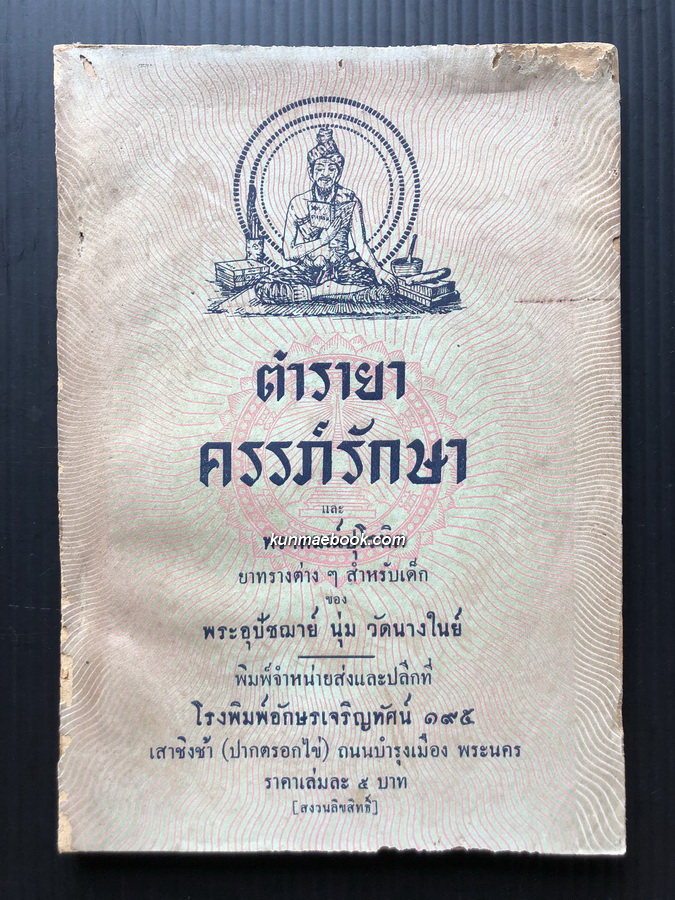 ตำรายา
ครรภ์รักษา
และ
kunmaebook.com
ยาทรางต่าง ๆ สำหรับเด็ก
ของ
พระอุปัชฌาย์ นุ่ม วัดนางในย์
พิมพ์จำหน่ายส่งและปลีกที่
โรงพิมพ์อักษรเจริญทัศน์ ๑๙๕
เสาชิงช้า (ปากตรอกไข่) ถนนบำรุงเมือง พระนคร
ราคาเล่มละ ๕ บาท
[สงวนลิขสิทธิ์]